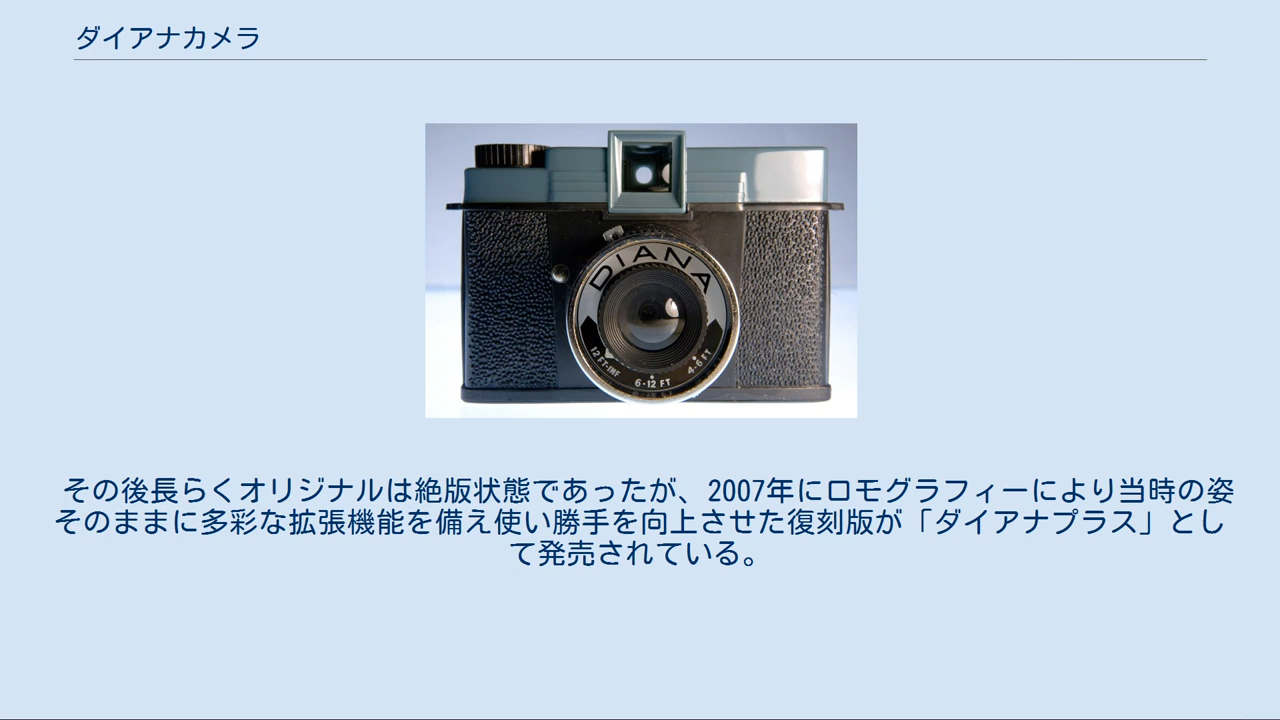 ダイアナカメラ
DIANA
12 FT-INF
6-12 FT
4-6 FT
その後長らくオリジナルは絶版状態であったが、2007年にロモグラフィーにより当時の姿
そのままに多彩な拡張機能を備え使い勝手を向上させた復刻版が「ダイアナプラス」とし
て発売されている。